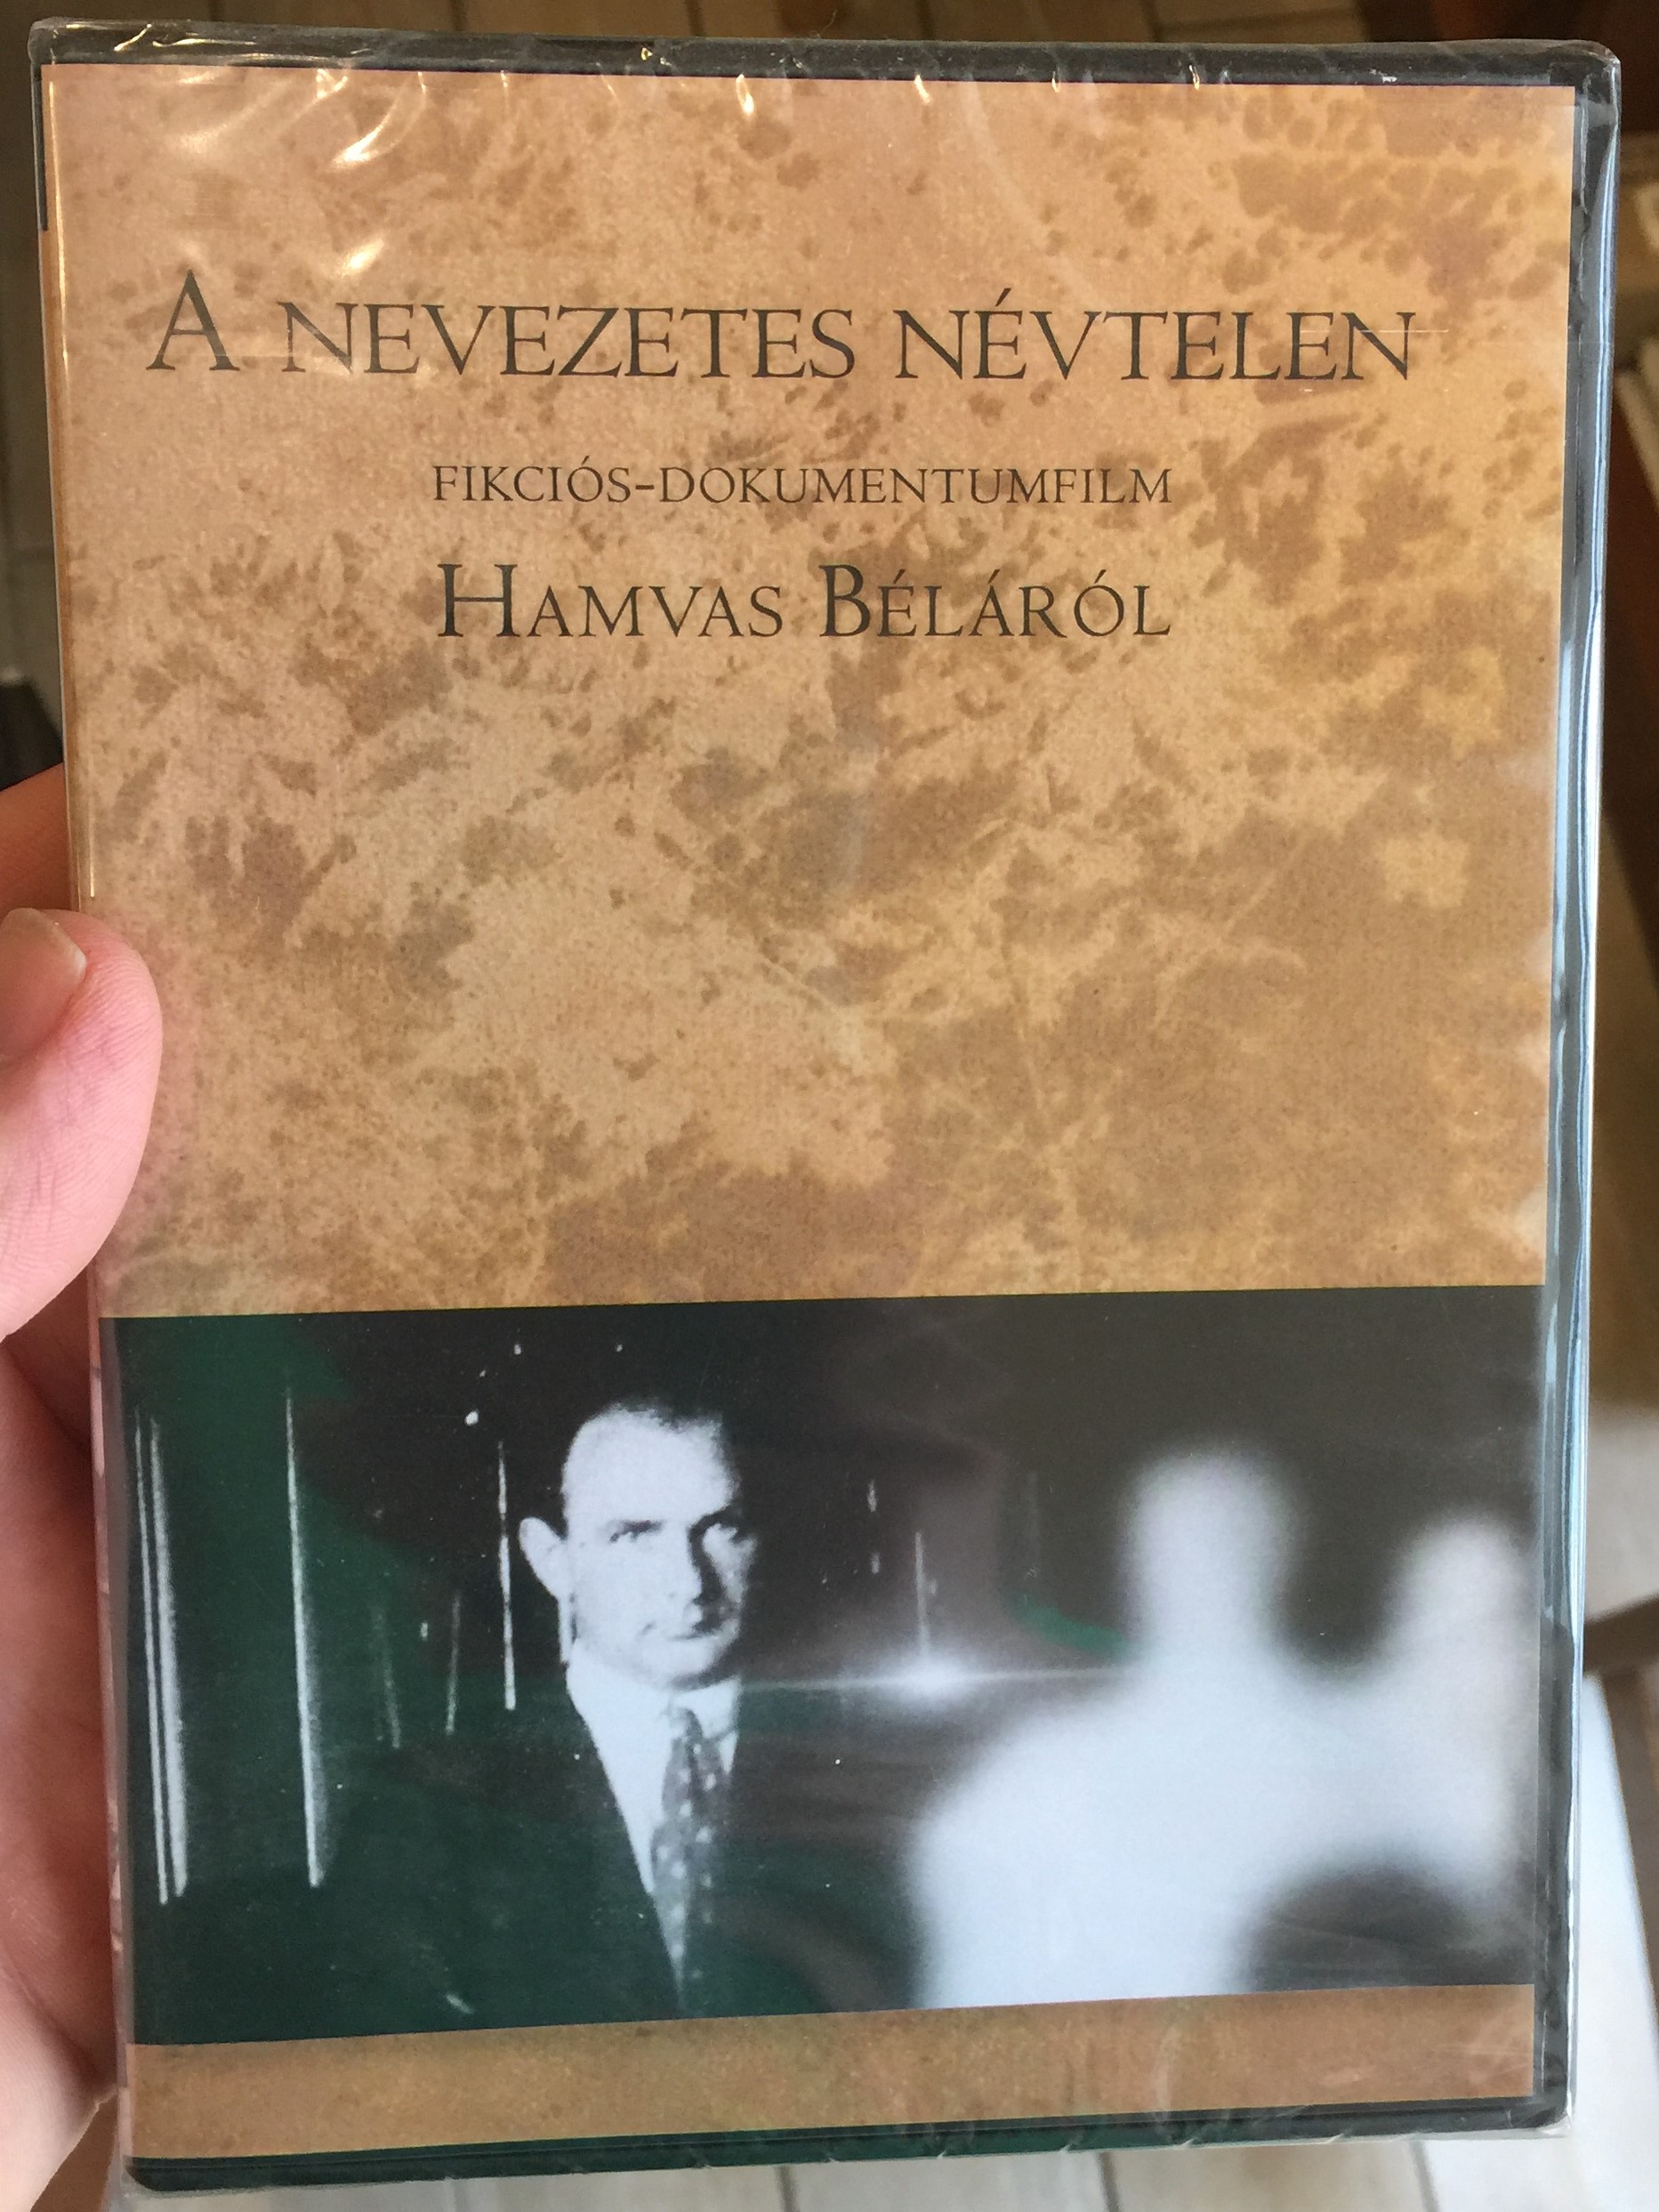 A NEVEZETES NÉVTELEN
FIKCIÓS-DOKUMENTUMFILM
HAMVAS BÉLÁRÓL